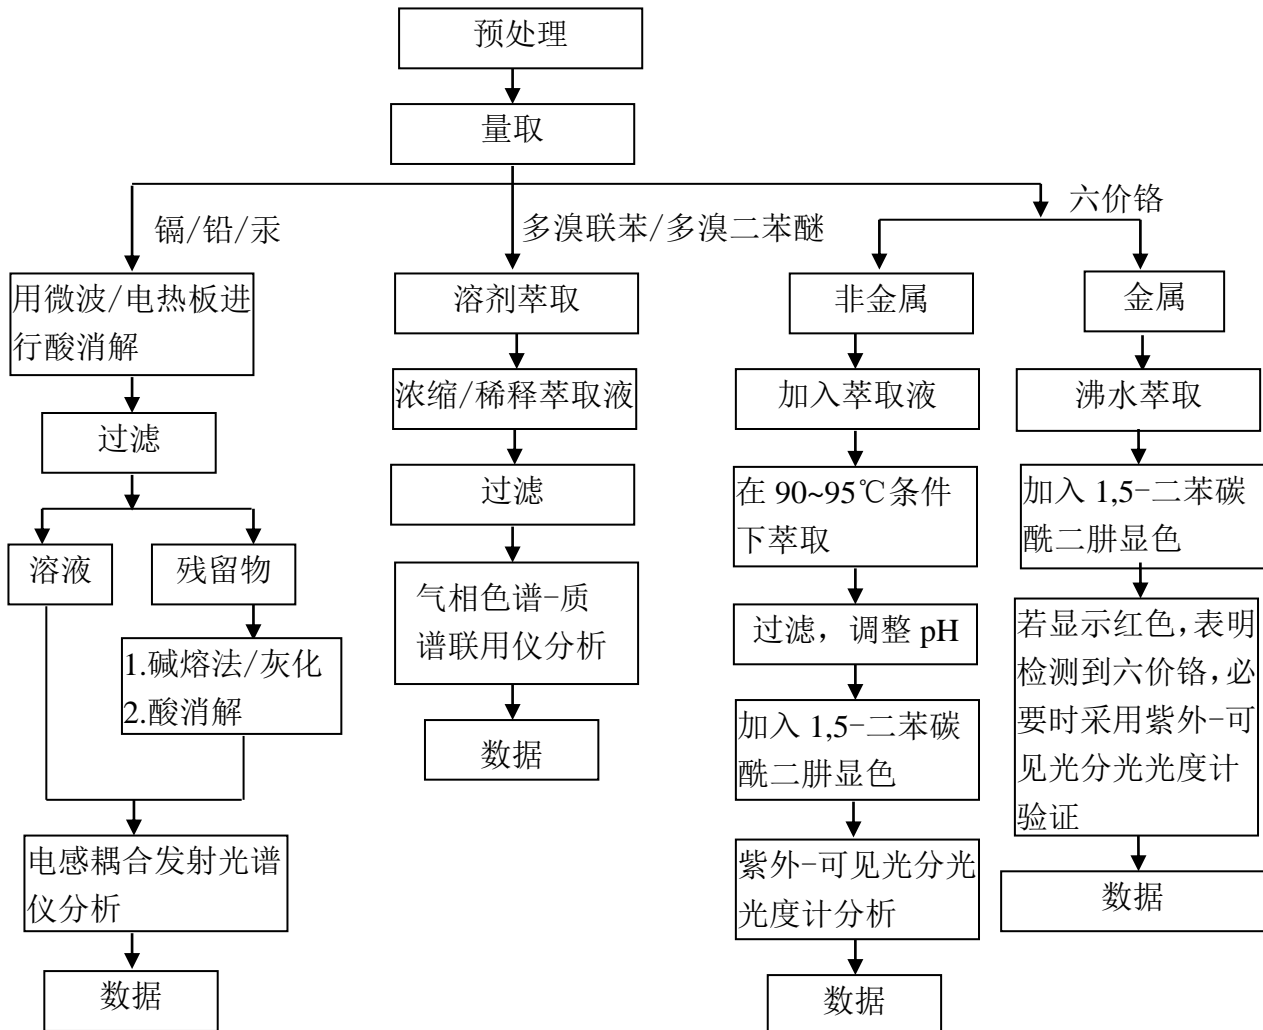 预处理
量取
镉/铅/汞
多溴联苯/多溴二苯醚
六价铬
用微波/电热板进
行酸消解
过滤
溶液
残留物
1.碱熔法/灰化
2.酸消解
电感耦合发射光谱
仪分析
数据
溶剂萃取
浓缩/稀释萃取液
过滤
气相色谱-质
谱联用仪分析
数据
非金属
加入萃取液
在 90~95℃条件
下萃取
过滤，调整 pH
加入 1,5-二苯碳
酰二肼显色
紫外-可见光分光
光度计分析
数据
金属
沸水萃取
加入 1,5-二苯碳
酰二肼显色
若显示红色，表明
检测到六价铬，必
要时采用紫外-可
见光分光光度计
验证
数据